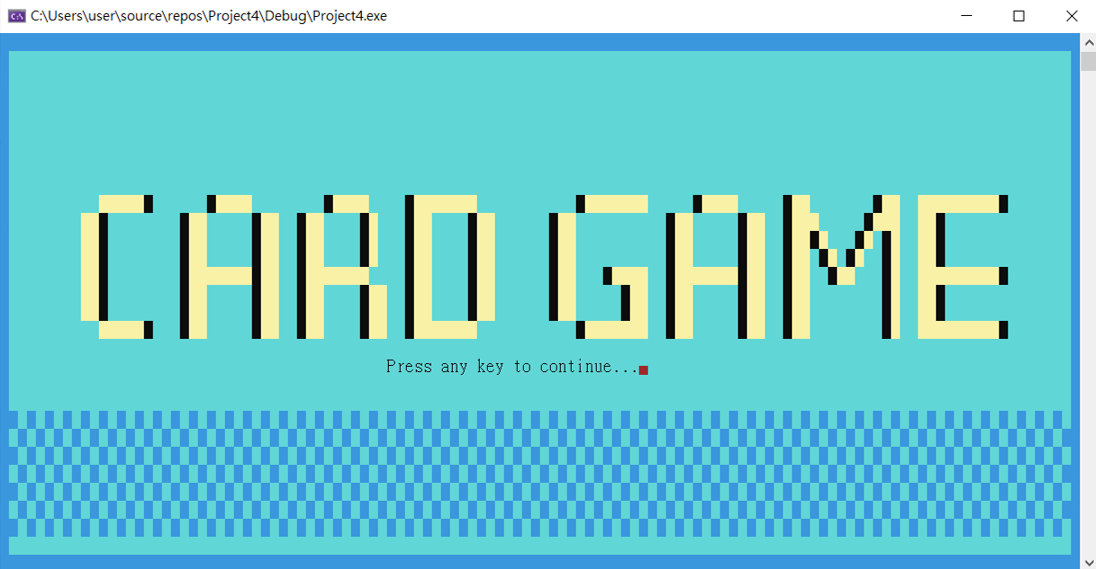 C:\Users\user\source\repos\Project4\Debug\Project4.exe
CARD GAME
Press any key to continue...